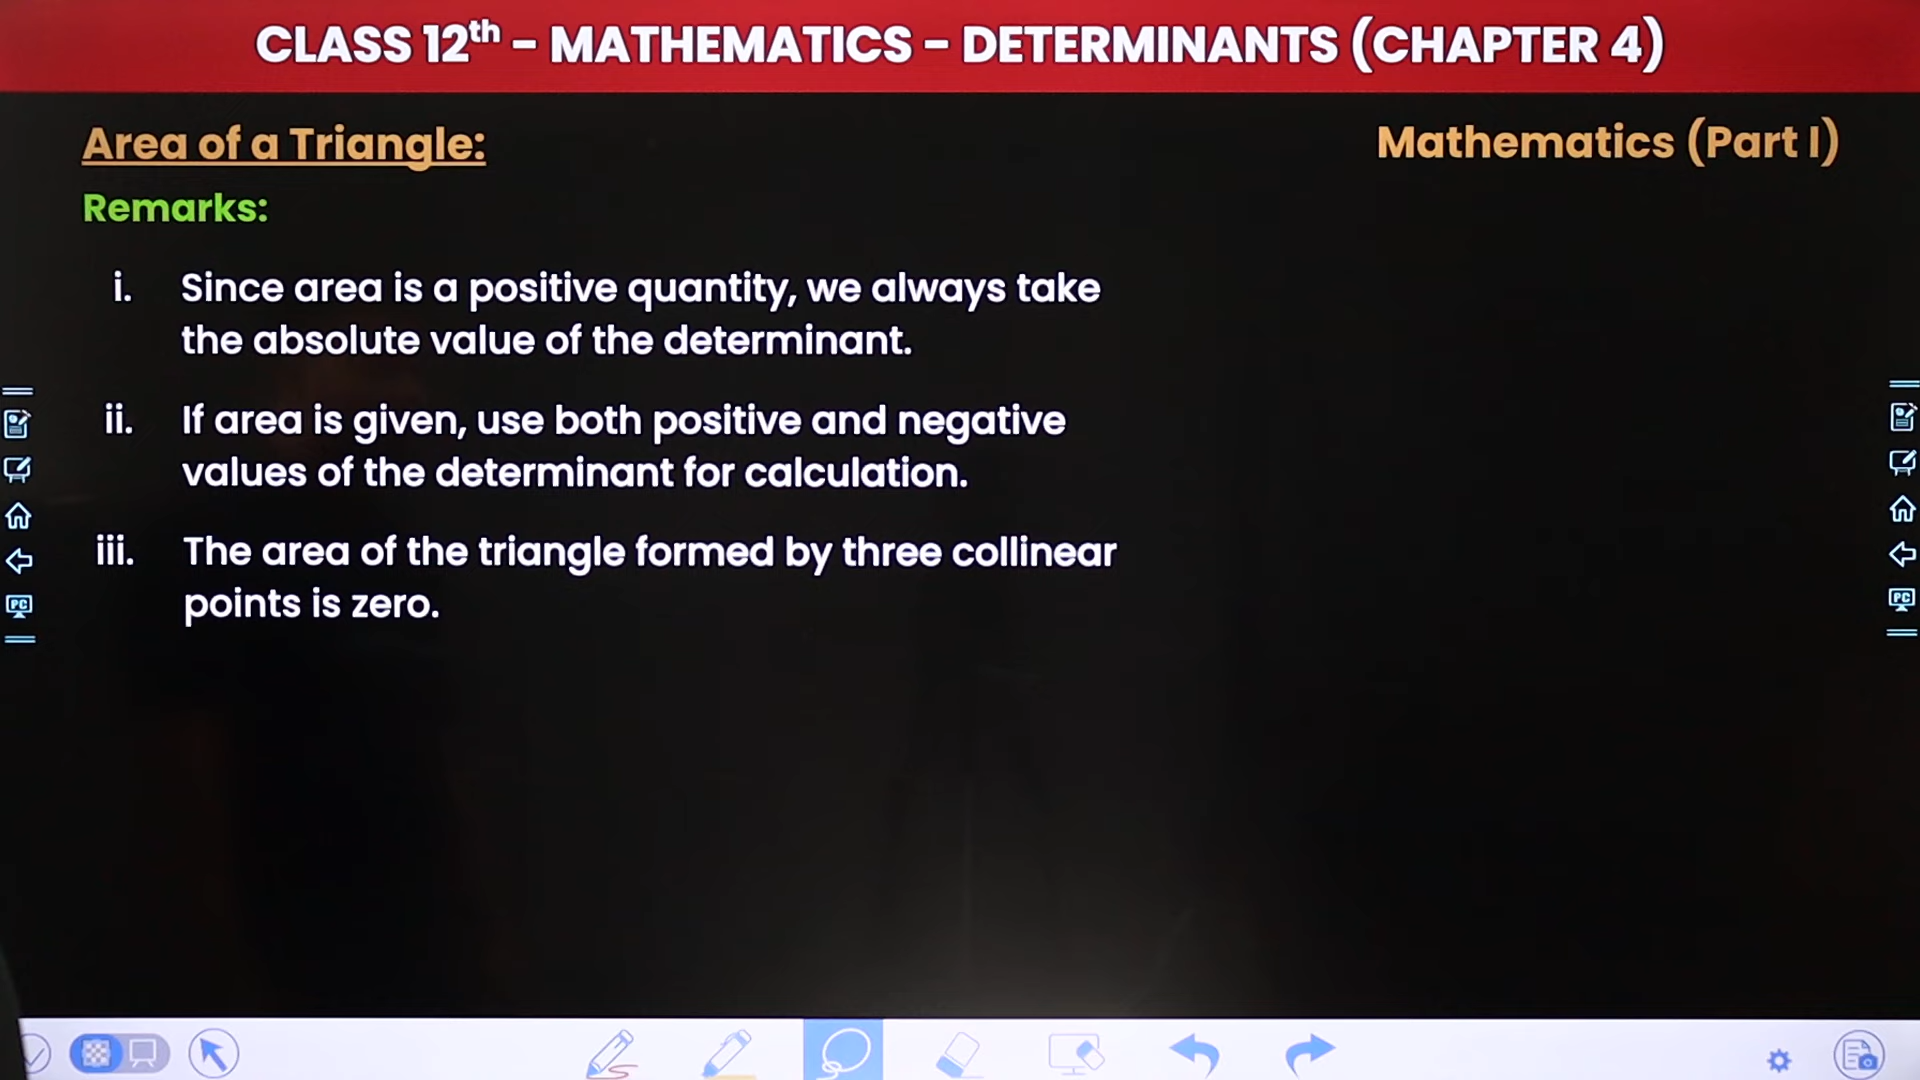 CLASS 12th - MATHEMATICS - DETERMINANTS (CHAPTER 4)
Area of a Triangle:
Mathematics (Part I)
Remarks:
i. Since area is a positive quantity, we always take
the absolute value of the determinant.
ii. If area is given, use both positive and negative
values of the determinant for calculation.
iii. The area of the triangle formed by three collinear
points is zero.
PC
PC